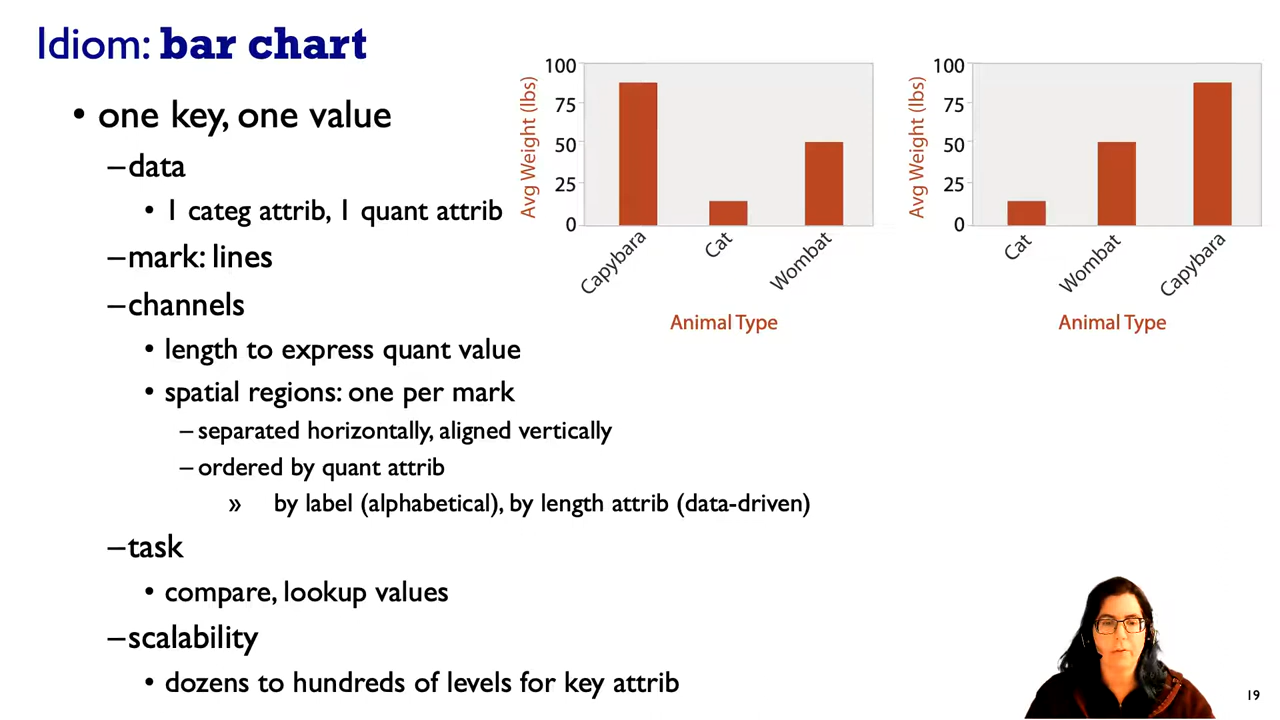 Idiom: bar chart
• one key, one value
–data
• 1 categ attrib, 1 quant attrib
–mark: lines
–channels
• length to express quant value
• spatial regions: one per mark
– separated horizontally, aligned vertically
– ordered by quant attrib
» by label (alphabetical), by length attrib (data-driven)
–task
• compare, lookup values
–scalability
• dozens to hundreds of levels for key attrib
Avg Weight (lbs)
100
75
50
25
0
Capybara
Cat
Wombat
Animal Type
Avg Weight (lbs)
100
75
50
25
0
Cat
Wombat
Capybara
Animal Type
19